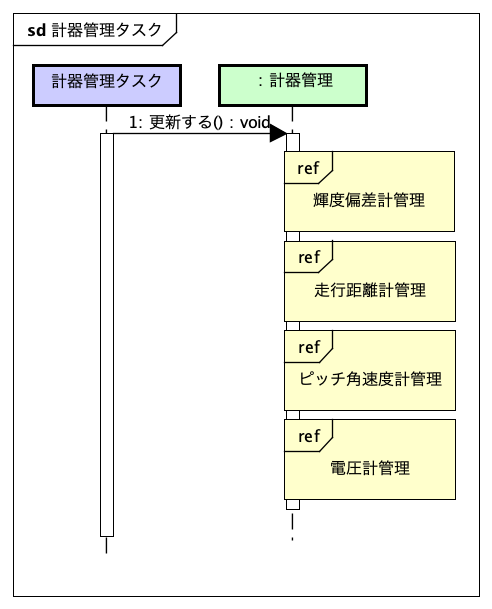 sd 計器管理タスク
計器管理タスク
: 計器管理
1: 更新する() : void
ref
輝度偏差計管理
ref
走行距離計管理
ref
ピッチ角速度計管理
ref
電圧計管理